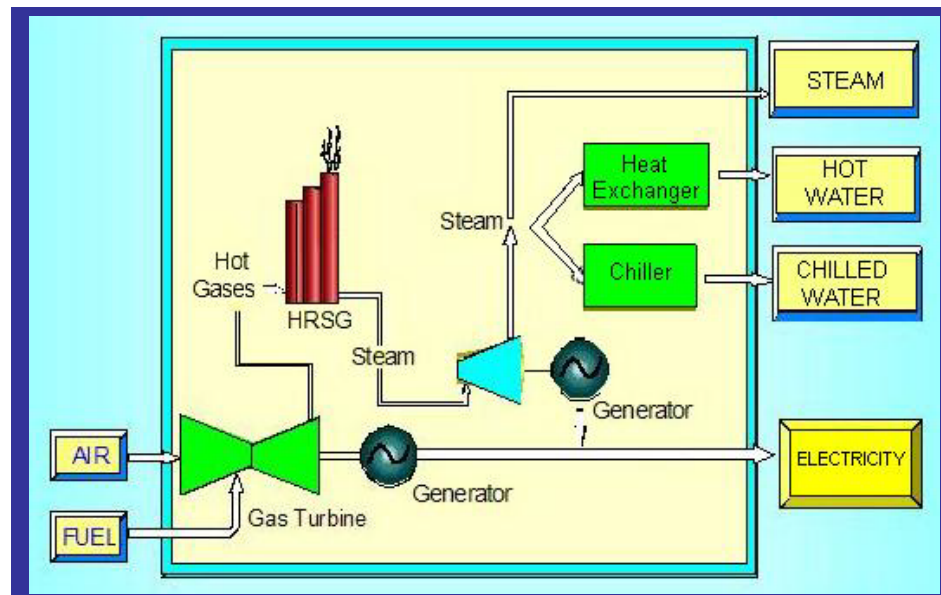 STEAM
Heat
Exchanger
HOT
WATER
Steam
Chiller
CHILLED
WATER
Hot
Gases
HRSG
Steam
Generator
AIR
ELECTRICITY
Generator
Gas Turbine
FUEL